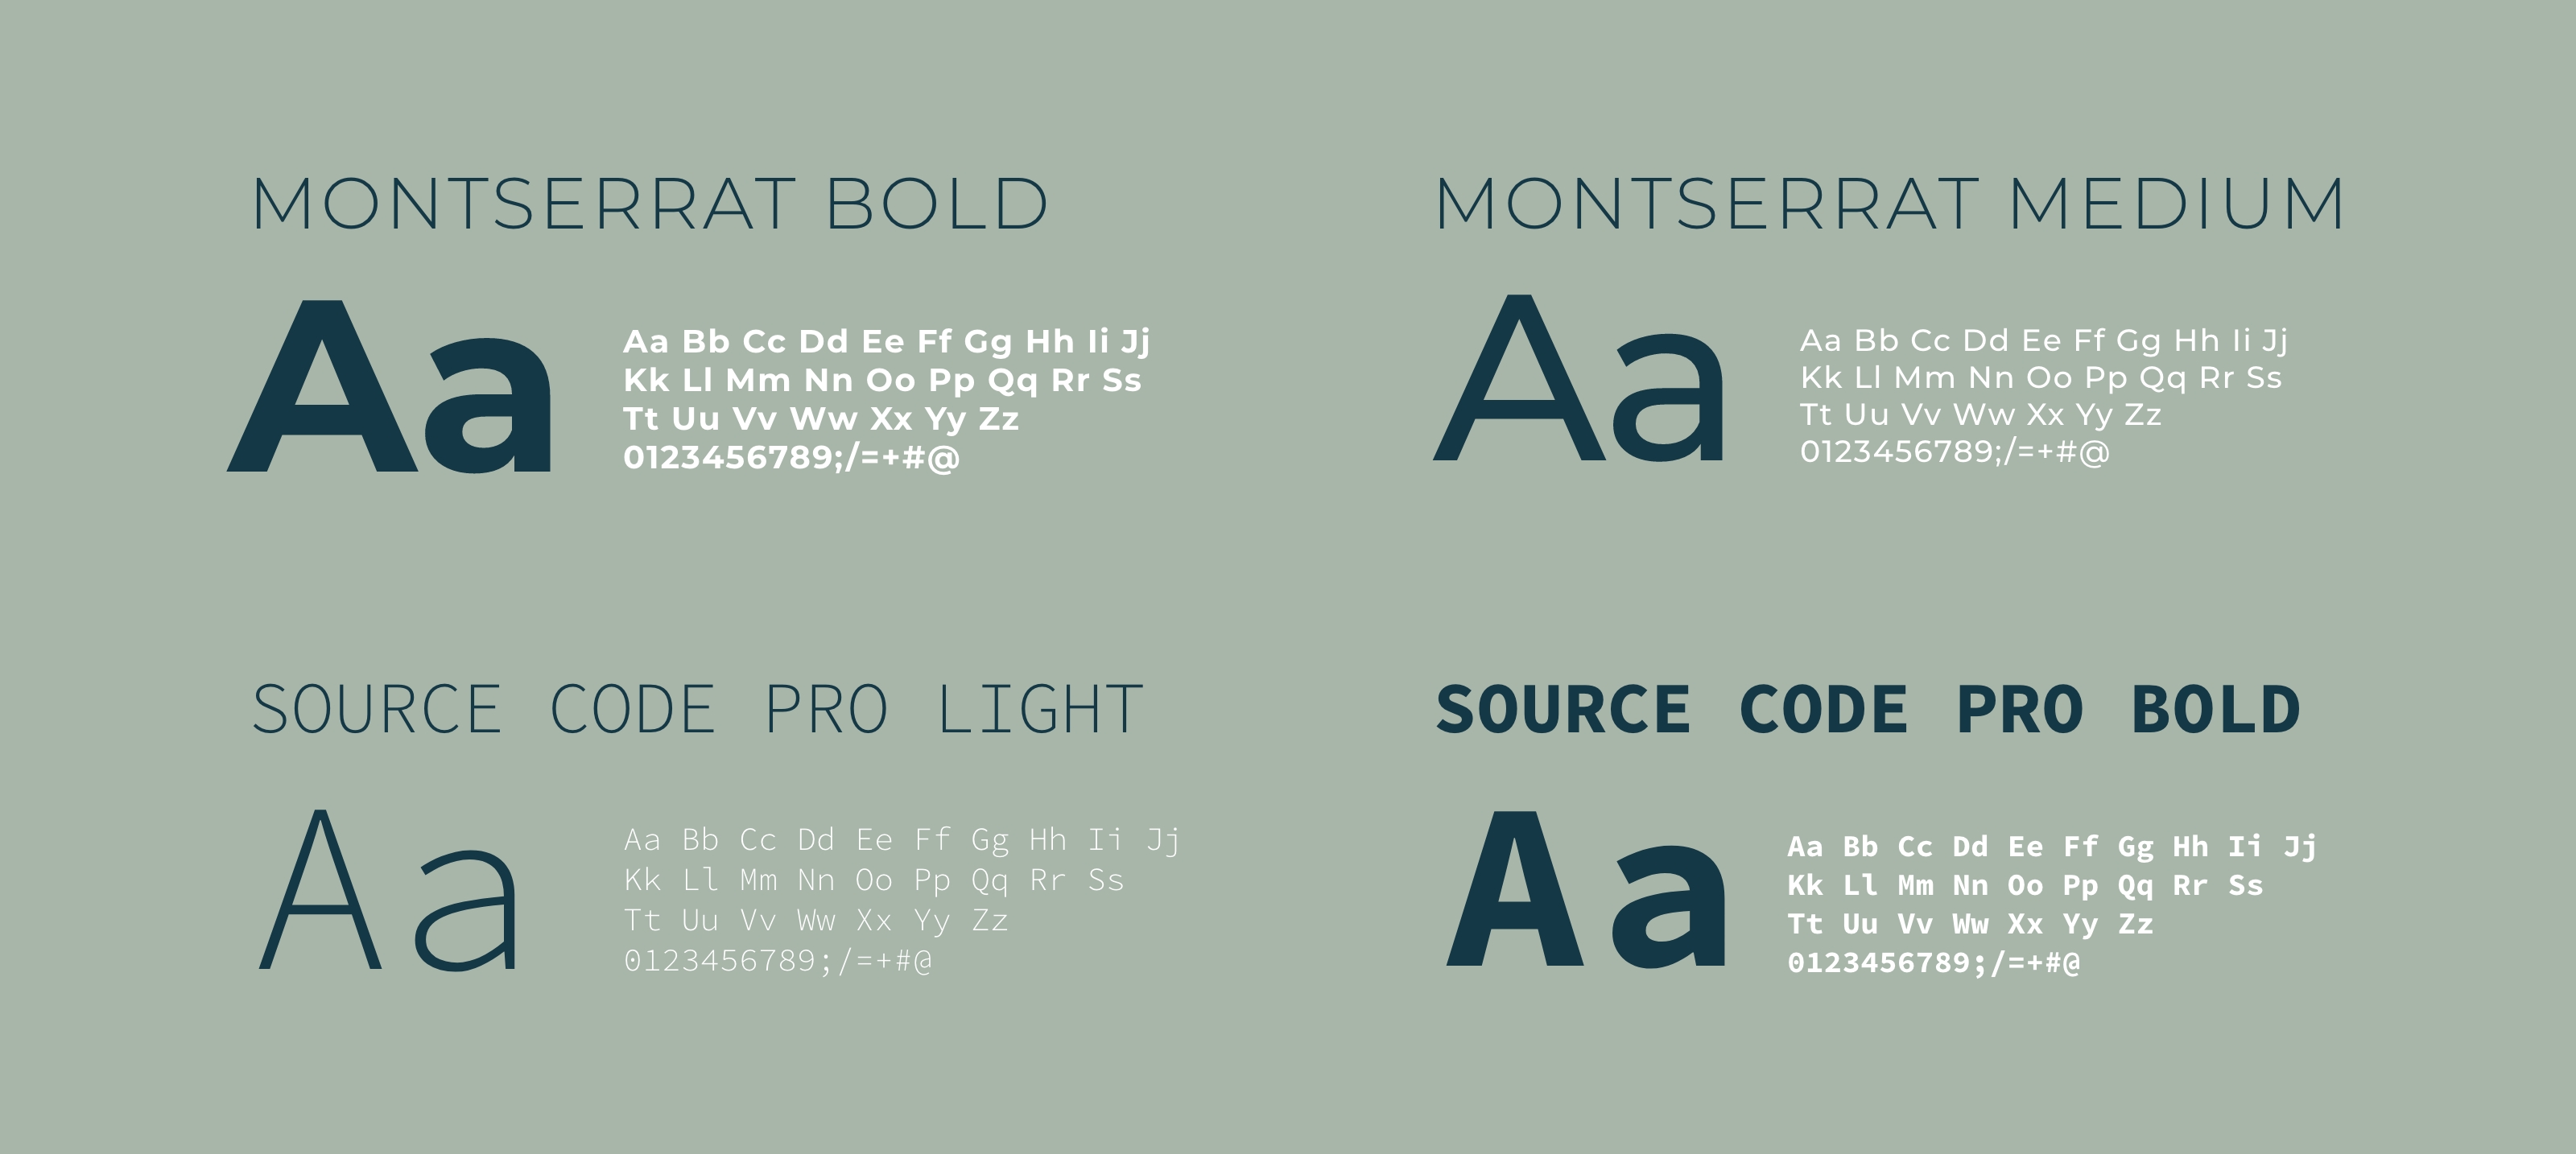 MONTSERRAT BOLD
Aa
Aa Bb Cc Dd Ee Ff Gg Hh Ii Jj
Kk Ll Mm Nn Oo Pp Qq Rr Ss
Tt Uu Vv Ww Xx Yy Zz
0123456789;/=+#@
MONTSERRAT MEDIUM
Aa
Aa Bb Cc Dd Ee Ff Gg Hh Ii Jj
Kk Ll Mm Nn Oo Pp Qq Rr Ss
Tt Uu Vv Ww Xx Yy Zz
0123456789;/=+#@
SOURCE CODE PRO LIGHT
Aa
Aa Bb Cc Dd Ee Ff Gg Hh Ii Jj
Kk Ll Mm Nn Oo Pp Qq Rr Ss
Tt Uu Vv Ww Xx Yy Zz
0123456789;/=+#@
SOURCE CODE PRO BOLD
Aa
Aa Bb Cc Dd Ee Ff Gg Hh Ii Jj
Kk Ll Mm Nn Oo Pp Qq Rr Ss
Tt Uu Vv Ww Xx Yy Zz
0123456789;/=+#@